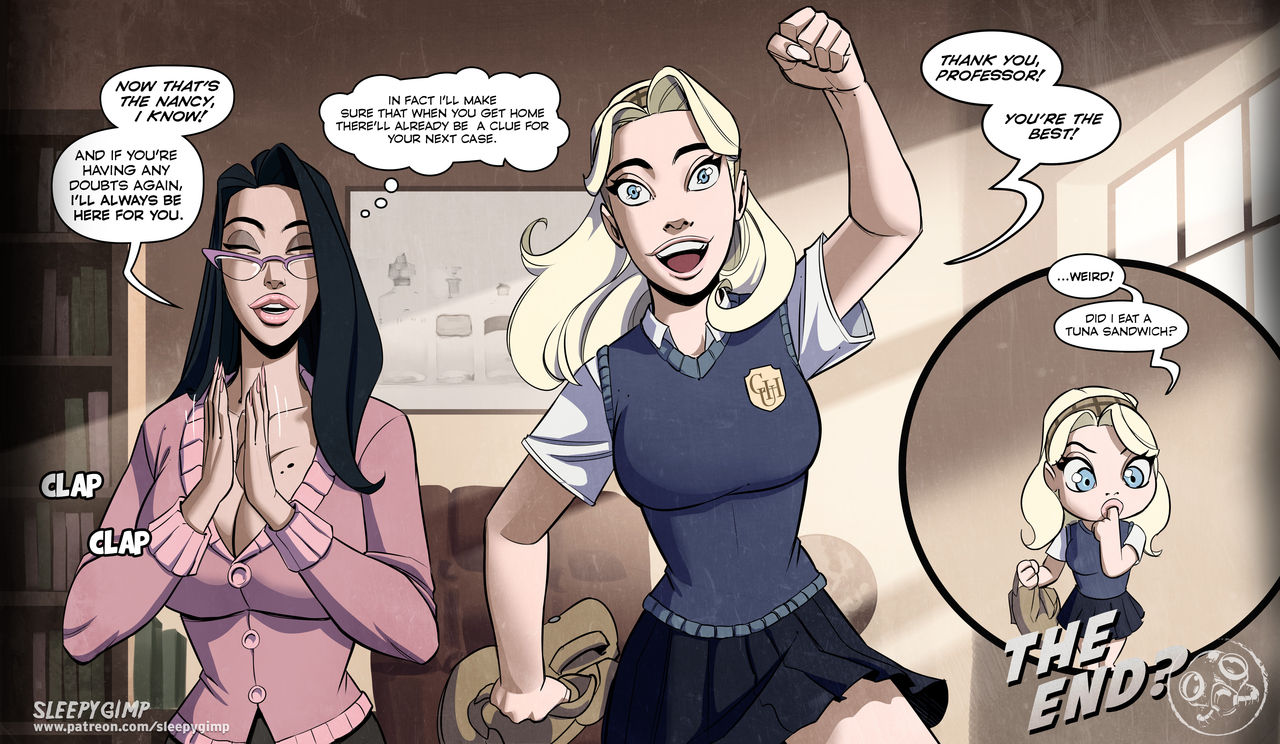 NOW THAT'S
THE NANCY,
I KNOW!
AND IF YOU'RE
HAVING ANY
DOUBTS AGAIN,
I'LL ALWAYS BE
HERE FOR YOU.
IN FACT I'LL MAKE
SURE THAT WHEN YOU GET HOME
THERE'LL ALREADY BE A CLUE FOR
YOUR NEXT CASE.
THANK YOU,
PROFESSOR!
YOU'RE THE
BEST!
CLAP
CLAP
GUH
...WEIRD!
DID I EAT A
TUNA SANDWICH?
THE
END?
SLEEPYGIMP
www.patreon.com/sleepygimp